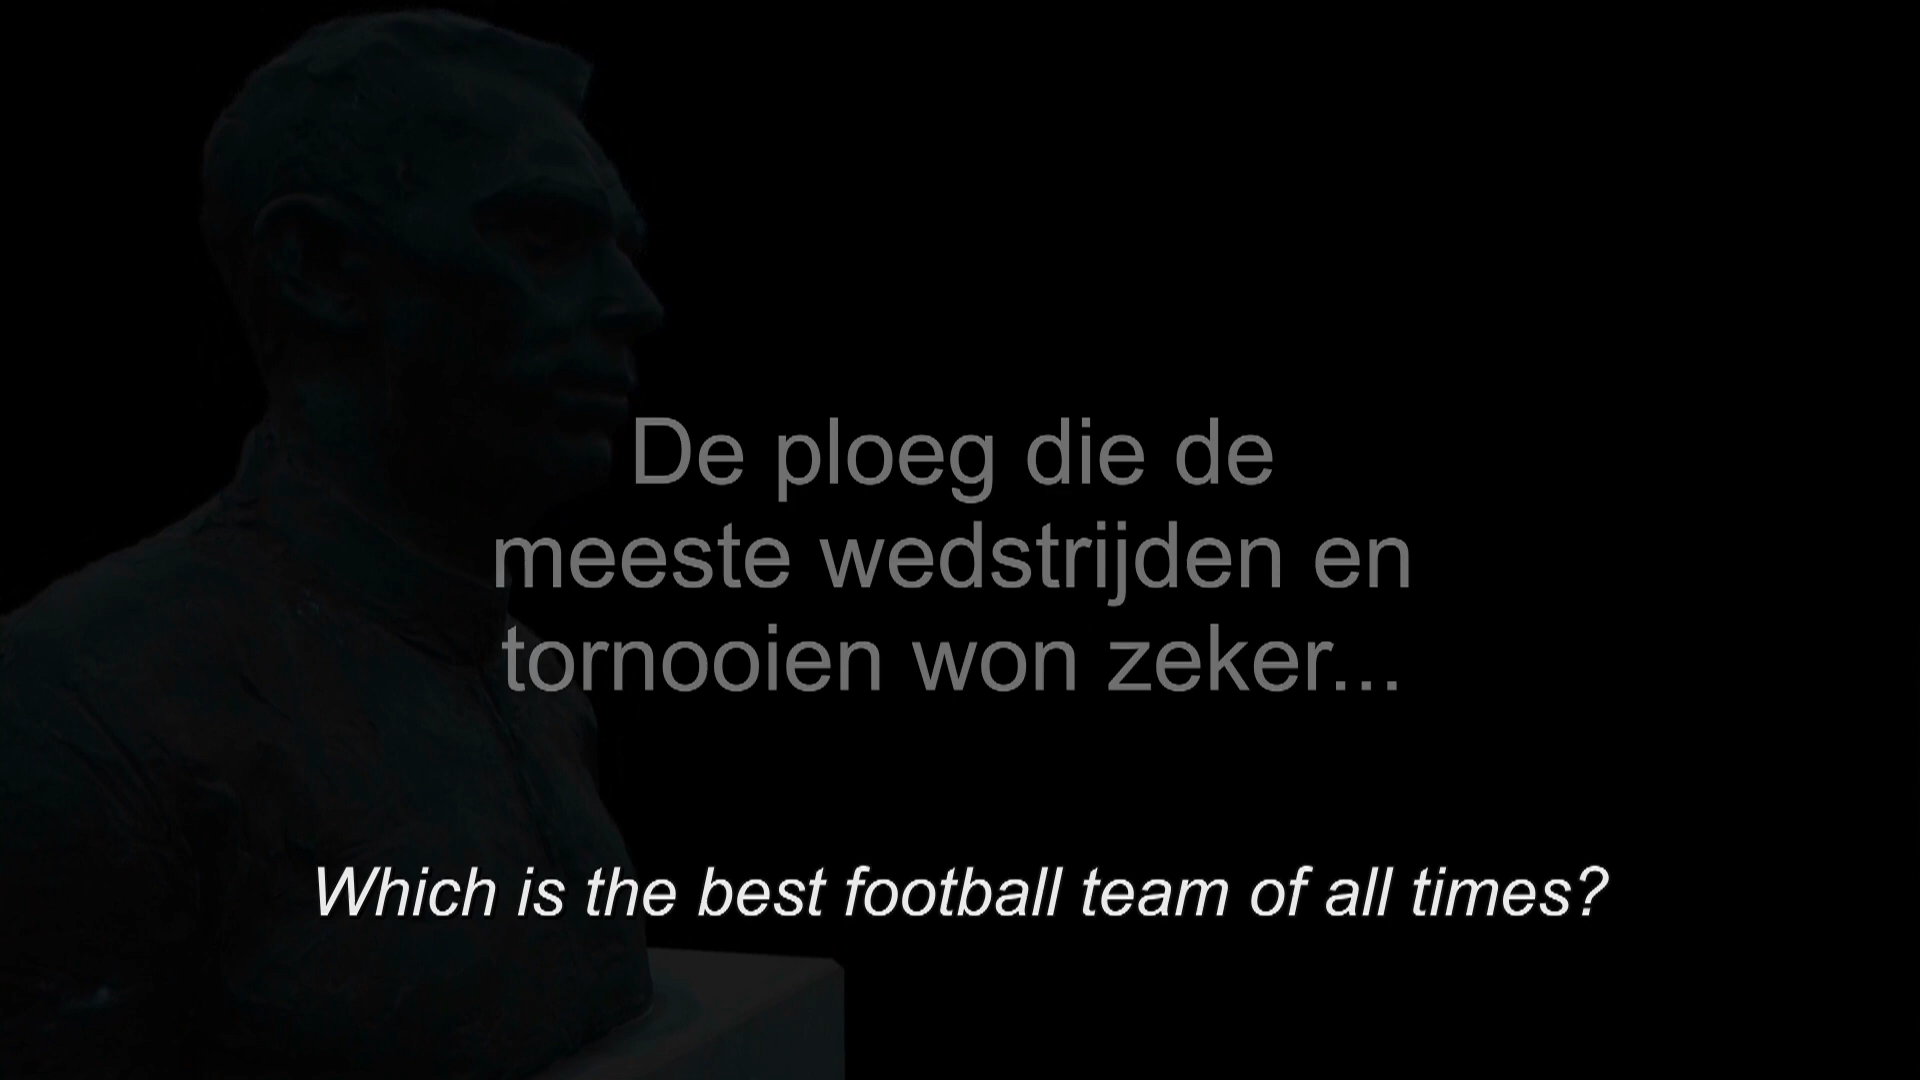 De ploeg die de
meeste wedstrijden en
tornooien won zeker...
Which is the best football team of all times?